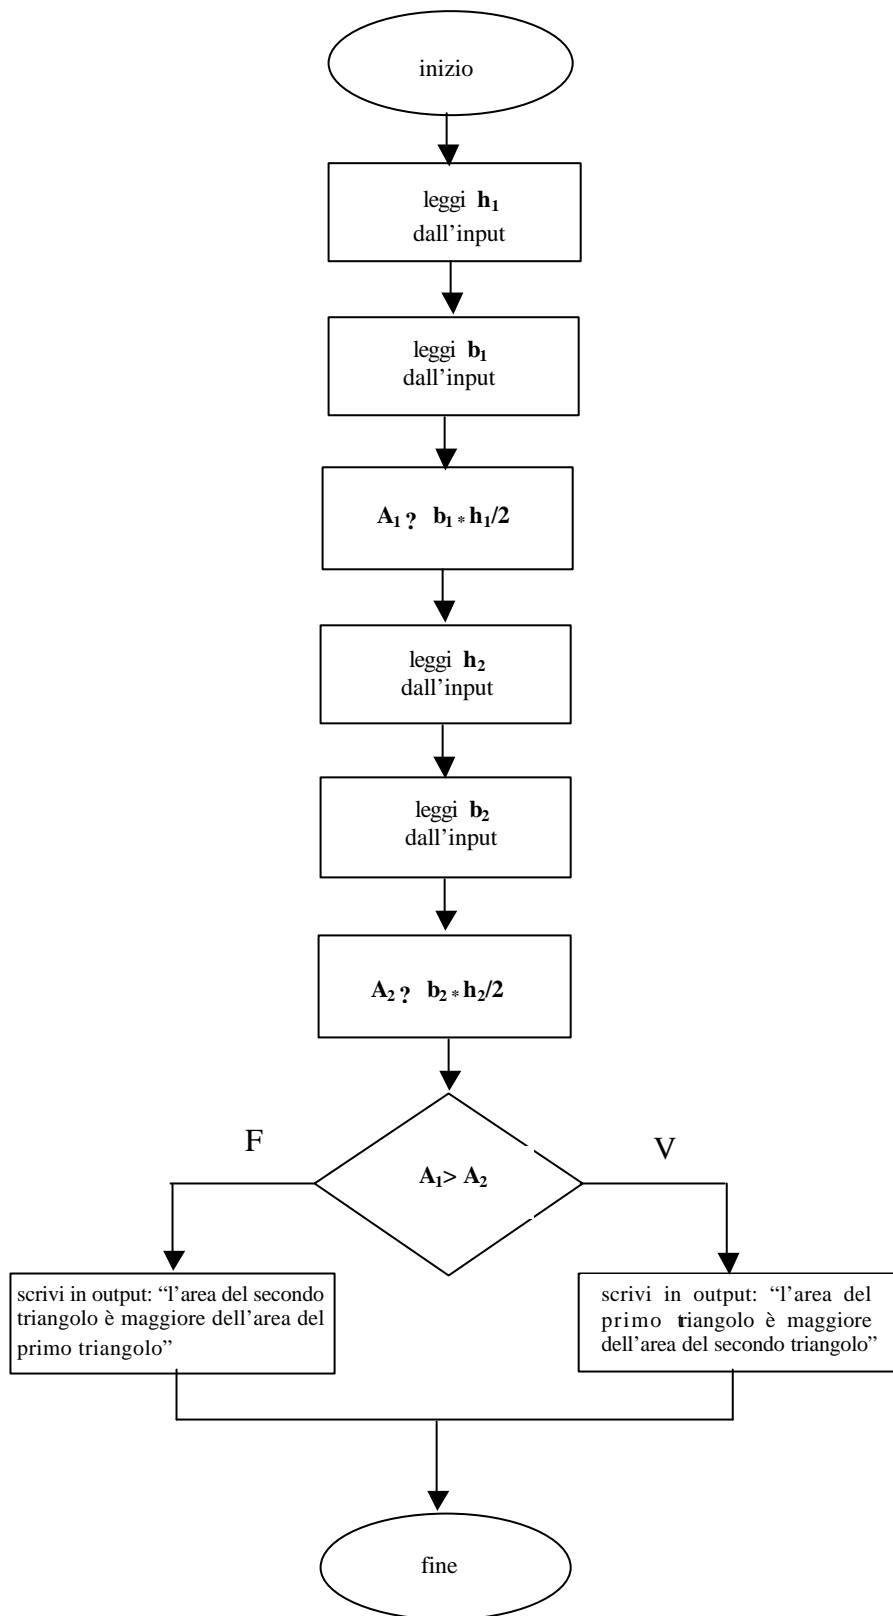 inizio
leggi h₁
dall'input
leggi b₁
dall'input
A₁ ? b₁ * h₁/2
leggi h₂
dall'input
leggi b₂
dall'input
A₂ ? b₂ * h₂/2
F
V
A₁> A₂
scrivi in output: “l'area del secondo
triangolo è maggiore dell'area del
primo triangolo”
scrivi in output: “l'area del
primo triangolo è maggiore
dell'area del secondo triangolo”
fine